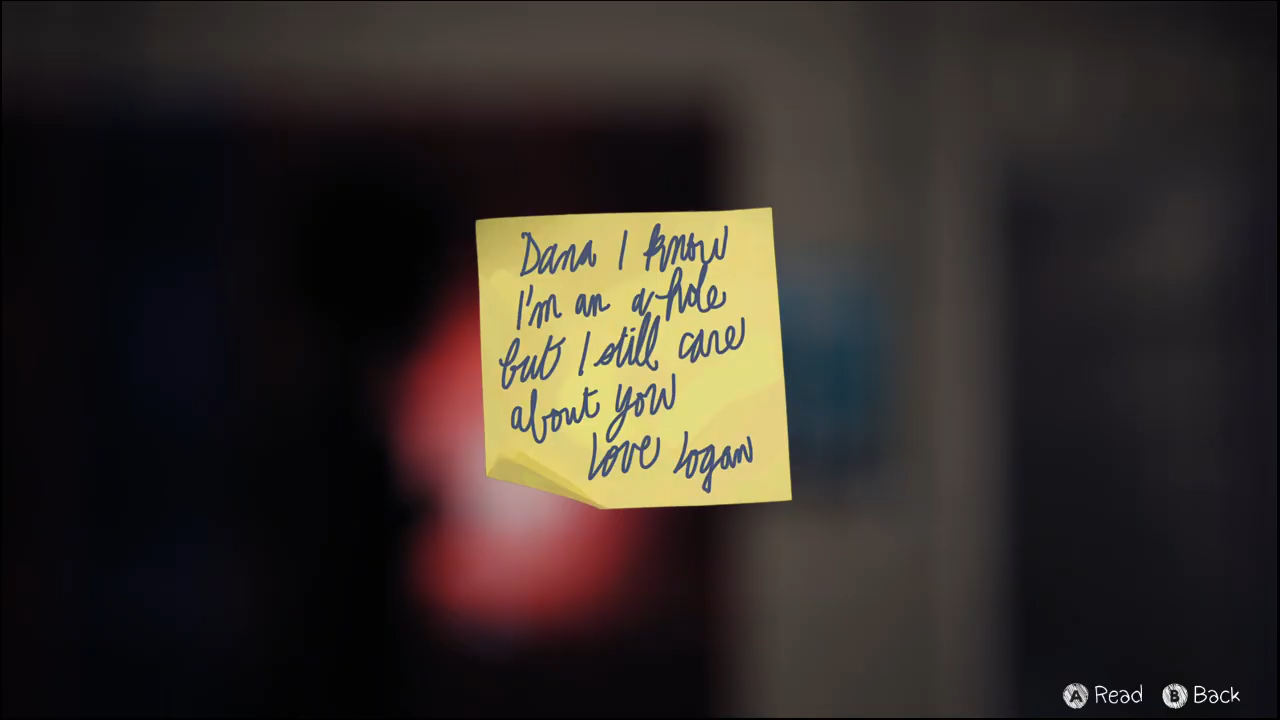 Dana I know
I'm an a-hole
but I still care
about you
Love Logan
A Read B Back